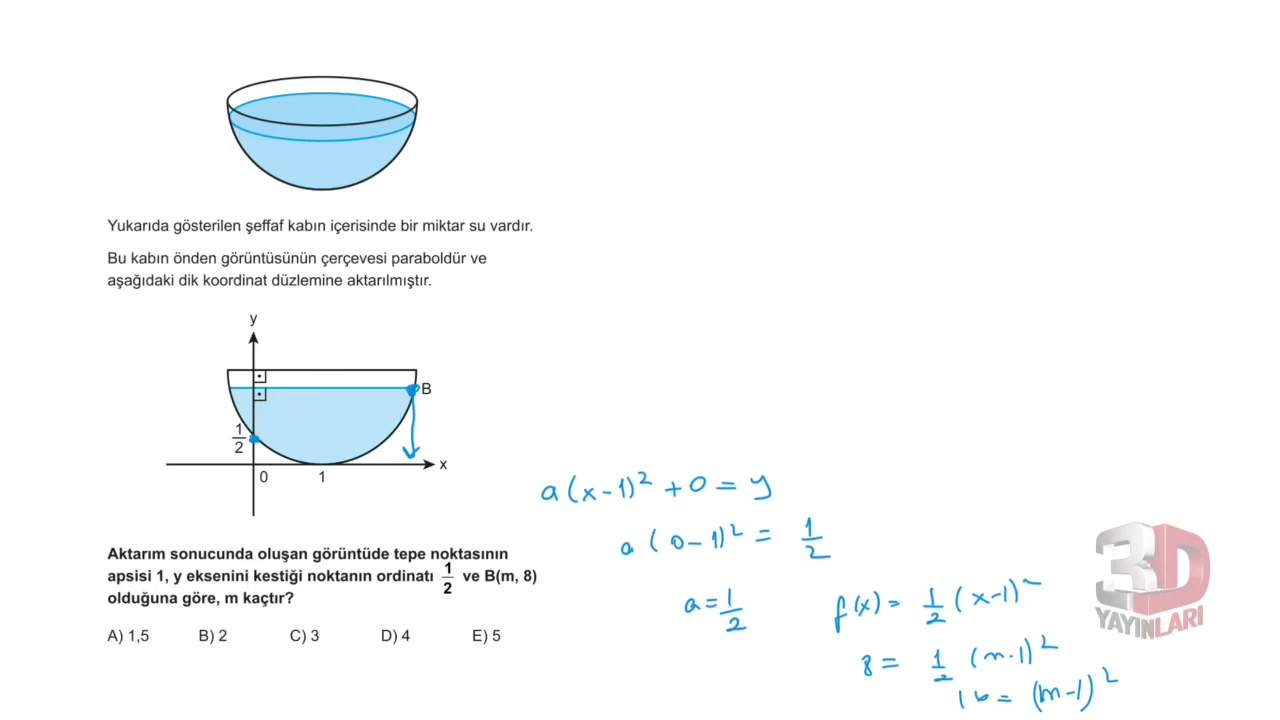 Yukarıda gösterilen şeffaf kabın içerisinde bir miktar su vardır.
Bu kabın önden görüntüsünün çerçevesi paraboldür ve
aşağıdaki dik koordinat düzlemine aktarılmıştır.
y
B
1/2
x
0 1
Aktarım sonucunda oluşan görüntüde tepe noktasının
apsisi 1, y eksenini kestiği noktanın ordinatı 1/2 ve B(m, 8)
olduğuna göre, m kaçtır?
A) 1,5 B) 2 C) 3 D) 4 E) 5
a(x-1)² + 0 = y
a(0-1)² = 1/2
a = 1/2
f(x) = 1/2 (x-1)²
8 = 1/2 (m-1)²
16 = (m-1)²
3D
YAYINLARI